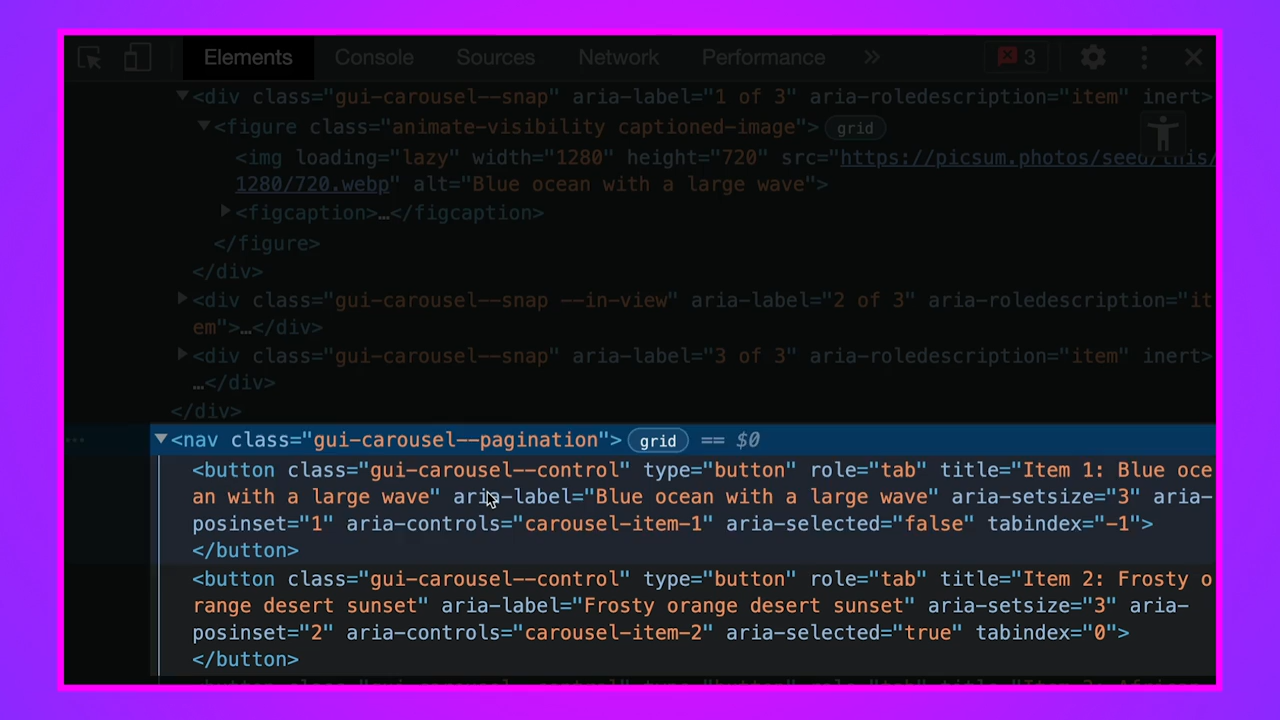 Elements Console Sources Network Performance » 3
<div class="gui-carousel--snap" aria-label="1 of 3" aria-roledescription="item" inert>
<figure class="animate-visibility captioned-image"> grid
<img loading="lazy" width="1280" height="720" src="https://picsum.photos/seed/this/
1280/720.webp" alt="Blue ocean with a large wave">
<figcaption>…</figcaption>
</figure>
</div>
<div class="gui-carousel--snap --in-view" aria-label="2 of 3" aria-roledescription="it
em">…</div>
<div class="gui-carousel--snap" aria-label="3 of 3" aria-roledescription="item" inert>
…</div>
</div>
… <nav class="gui-carousel--pagination"> grid == $0
<button class="gui-carousel--control" type="button" role="tab" title="Item 1: Blue oce
an with a large wave" aria-label="Blue ocean with a large wave" aria-setsize="3" aria-
posinset="1" aria-controls="carousel-item-1" aria-selected="false" tabindex="-1">
</button>
<button class="gui-carousel--control" type="button" role="tab" title="Item 2: Frosty o
range desert sunset" aria-label="Frosty orange desert sunset" aria-setsize="3" aria-
posinset="2" aria-controls="carousel-item-2" aria-selected="true" tabindex="0">
</button>